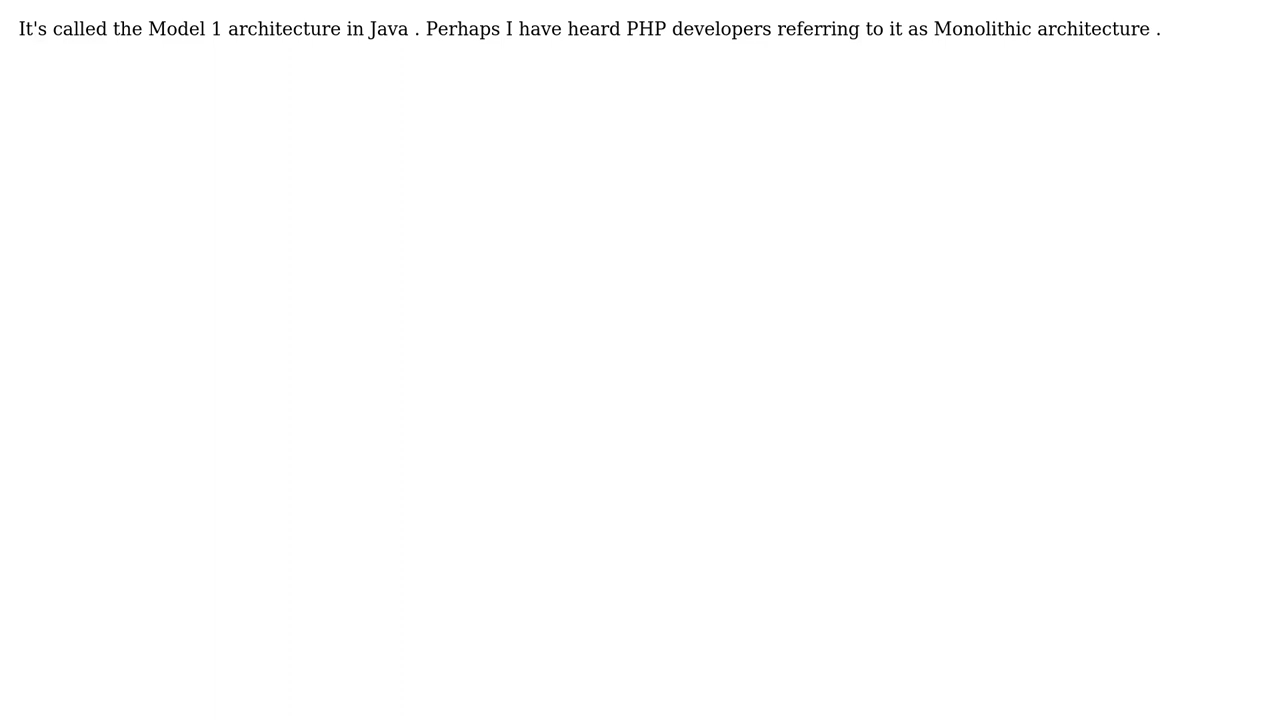 It's called the Model 1 architecture in Java . Perhaps I have heard PHP developers referring to it as Monolithic architecture .